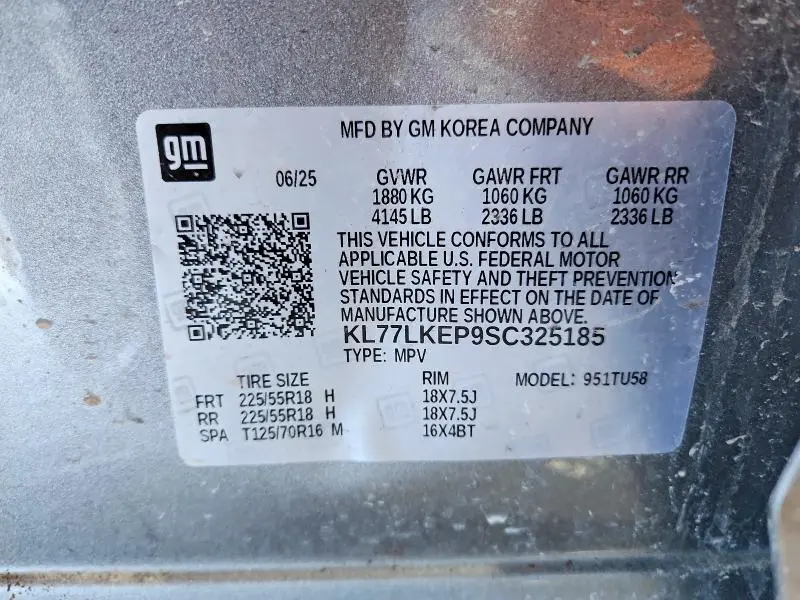 gm
MFD BY GM KOREA COMPANY
06/25 GVWR GAWR FRT GAWR RR
1880 KG 1060 KG 1060 KG
4145 LB 2336 LB 2336 LB
THIS VEHICLE CONFORMS TO ALL
APPLICABLE U.S. FEDERAL MOTOR
VEHICLE SAFETY AND THEFT PREVENTION
STANDARDS IN EFFECT ON THE DATE OF
MANUFACTURE SHOWN ABOVE.
KL77LKEP9SC325185
TYPE: MPV
TIRE SIZE RIM MODEL: 951TU58
FRT 225/55R18 H 18X7.5J
RR 225/55R18 H 18X7.5J
SPA T125/70R16 M 16X4BT